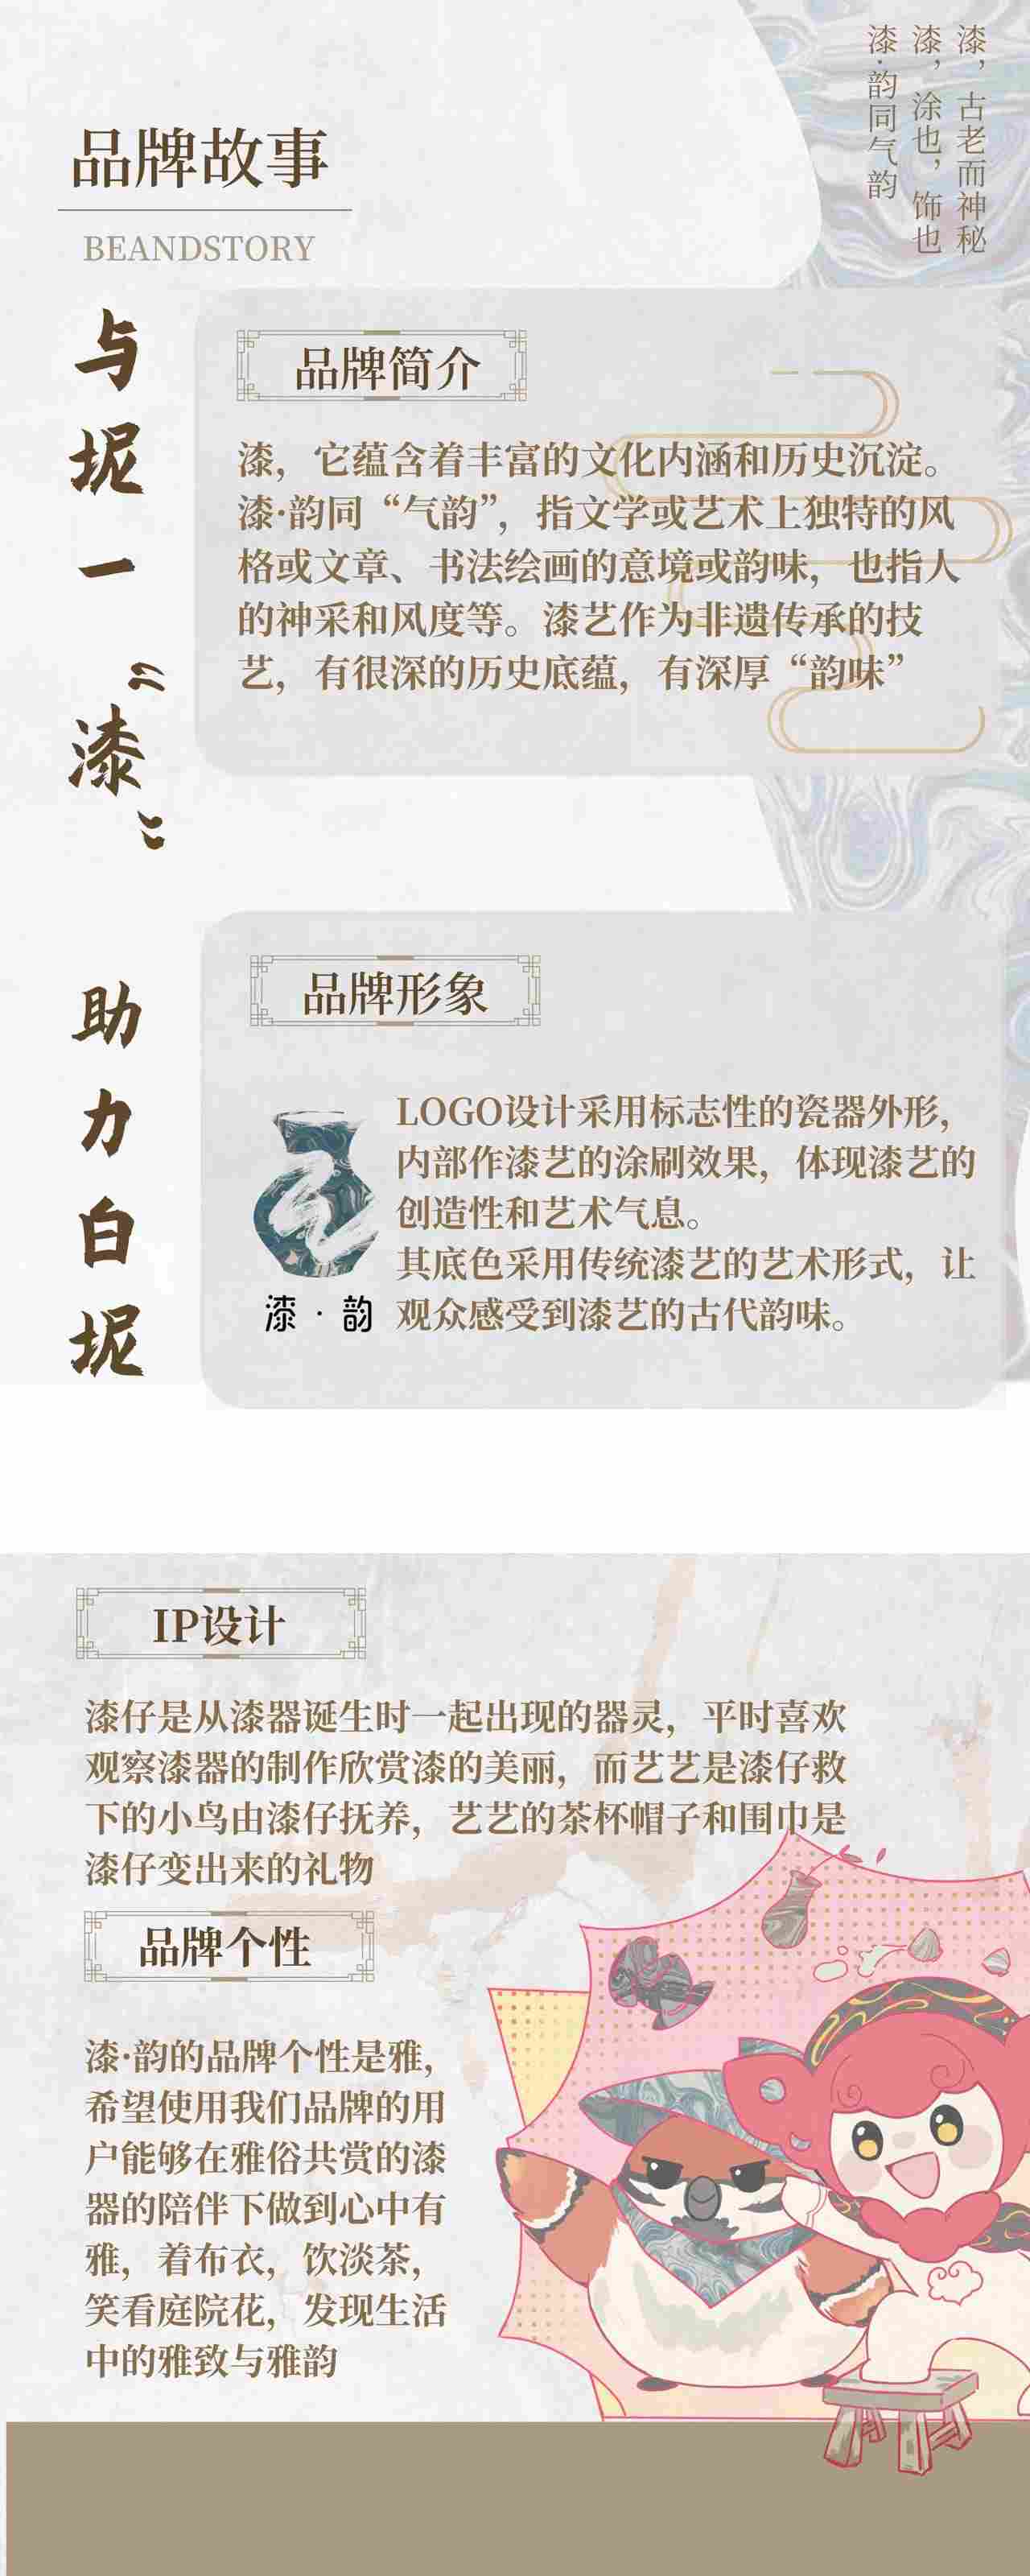 漆，古老而神秘
漆，涂也，饰也
漆·韵同气韵
品牌故事
BEANDSTORY
与坭一“漆”助力白坭
品牌简介
漆，它蕴含着丰富的文化内涵和历史沉淀。
漆·韵同“气韵”，指文学或艺术上独特的风
格或文章、书法绘画的意境或韵味，也指人
的神采和风度等。漆艺作为非遗传承的技
艺，有很深的历史底蕴，有深厚“韵味”
品牌形象
LOGO设计采用标志性的瓷器外形，
内部作漆艺的涂刷效果，体现漆艺的
创造性和艺术气息。
其底色采用传统漆艺的艺术形式，让
观众感受到漆艺的古代韵味。
漆·韵
IP设计
漆仔是从漆器诞生时一起出现的器灵，平时喜欢
观察漆器的制作欣赏漆的美丽，而艺艺是漆仔救
下的小鸟由漆仔抚养，艺艺的茶杯帽子和围巾是
漆仔变出来的礼物
品牌个性
漆·韵的品牌个性是雅，
希望使用我们品牌的用
户能够在雅俗共赏的漆
器的陪伴下做到心中有
雅，着布衣，饮淡茶，
笑看庭院花，发现生活
中的雅致与雅韵